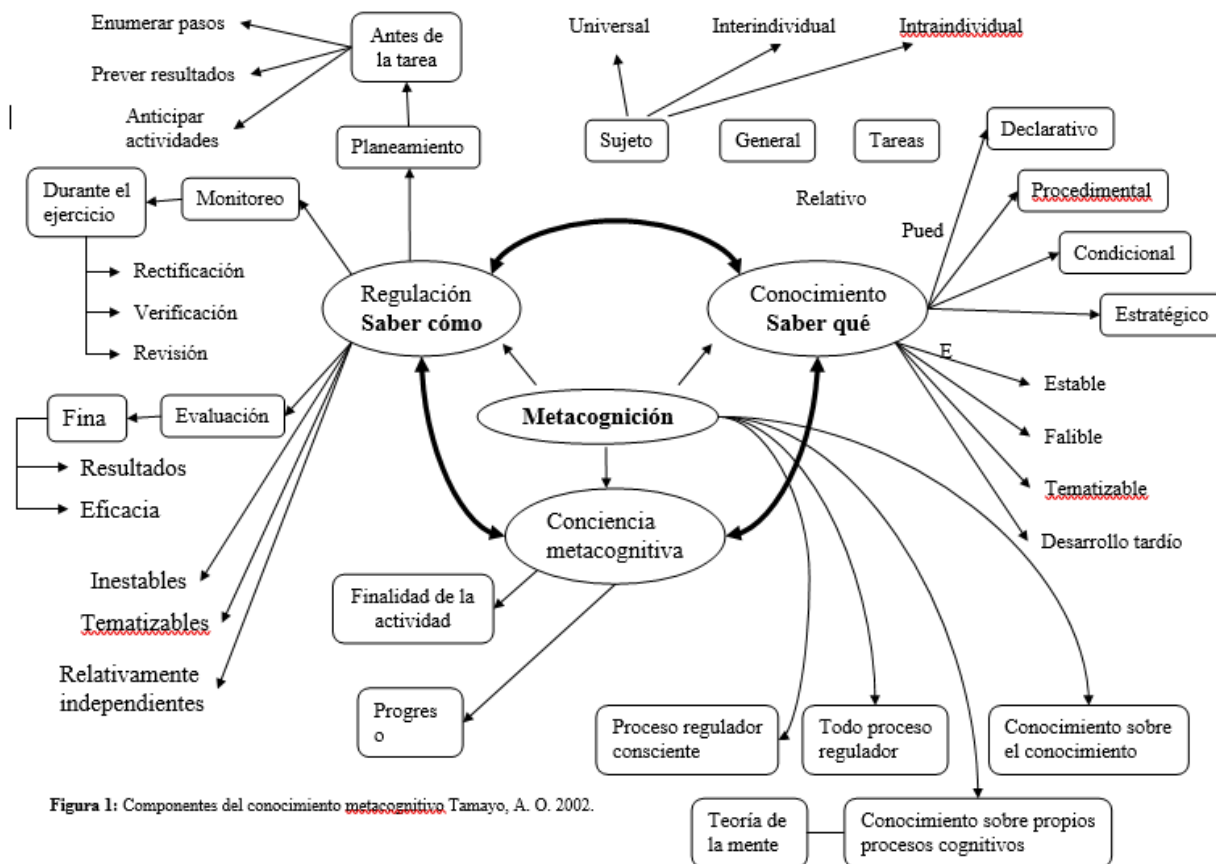 Enumerar pasos
Prever resultados
Anticipar
actividades
Antes de
la tarea
Planeamiento
Universal
Interindividual
Intraindividual
Sujeto
General
Tareas
Relativo
Declarativo
Procedimental
Pued
Condicional
Estratégico
Durante el
ejercicio
Monitoreo
Rectificación
Verificación
Revisión
Regulación
Saber cómo
Conocimiento
Saber qué
E
Estable
Falible
Tematizable
Desarrollo tardío
Metacognición
Fina
Evaluación
Resultados
Eficacia
Inestables
Tematizables
Relativamente
independientes
Conciencia
metacognitiva
Finalidad de la
actividad
Progres
o
Proceso regulador
consciente
Todo proceso
regulador
Conocimiento sobre
el conocimiento
Teoría de
la mente
Conocimiento sobre propios
procesos cognitivos
Figura 1: Componentes del conocimiento metacognitivo Tamayo, A. O. 2002.